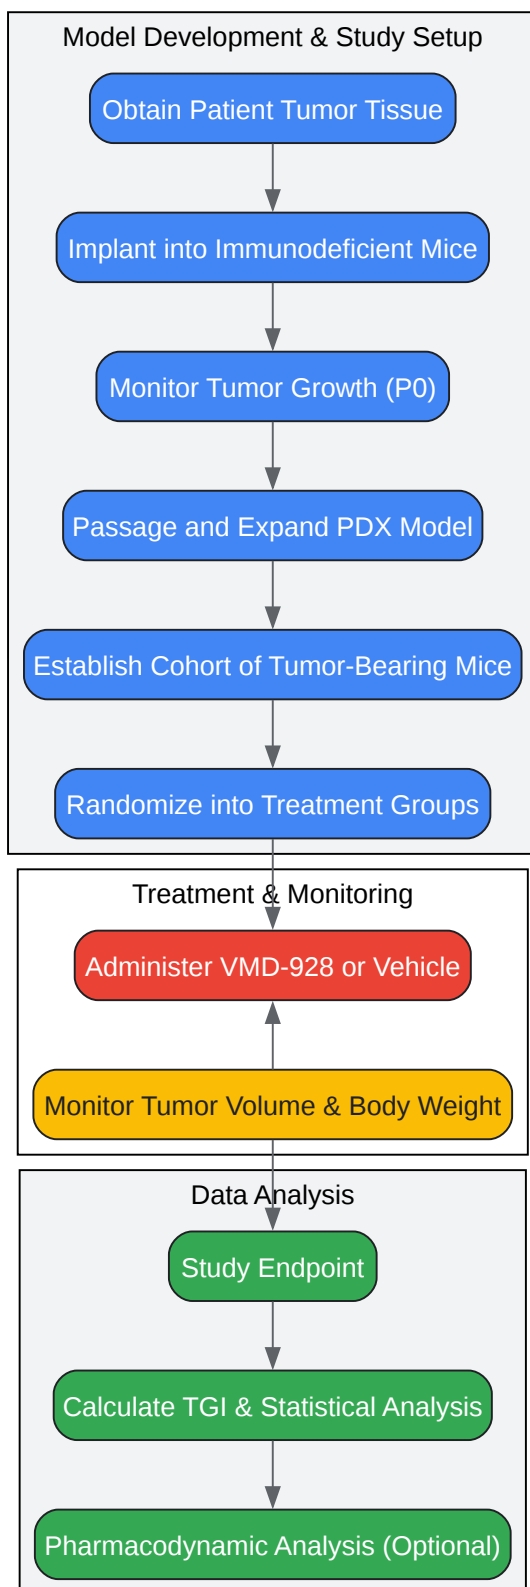 Model Development & Study Setup
Obtain Patient Tumor Tissue
Implant into Immunodeficient Mice
Monitor Tumor Growth (P0)
Passage and Expand PDX Model
Establish Cohort of Tumor-Bearing Mice
Randomize into Treatment Groups
Treatment & Monitoring
Administer VMD-928 or Vehicle
Monitor Tumor Volume & Body Weight
Data Analysis
Study Endpoint
Calculate TGI & Statistical Analysis
Pharmacodynamic Analysis (Optional)